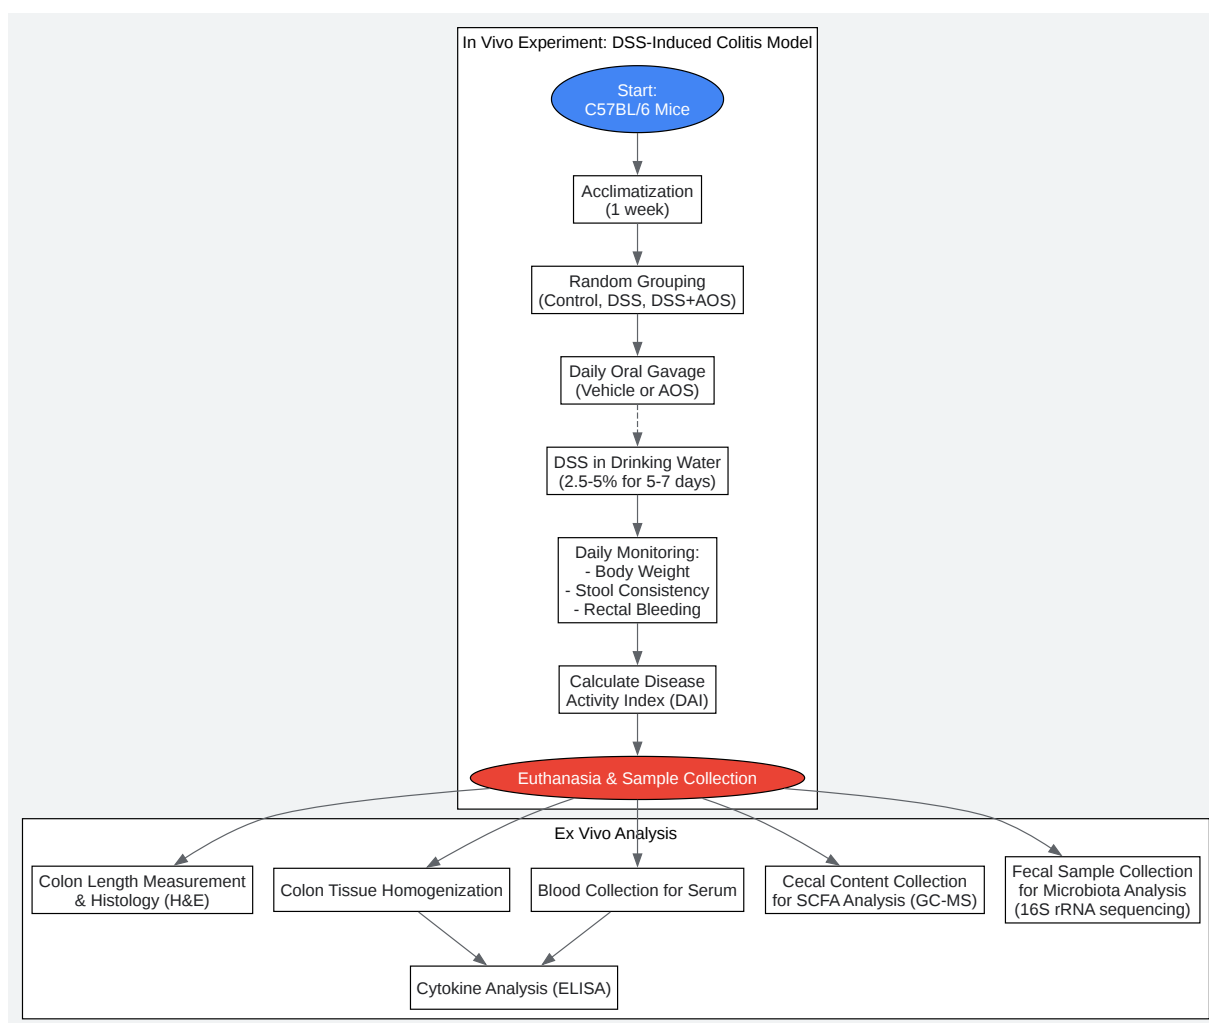 In Vivo Experiment: DSS-Induced Colitis Model
Start:
C57BL/6 Mice
Acclimatization
(1 week)
Random Grouping
(Control, DSS, DSS+AOS)
Daily Oral Gavage
(Vehicle or AOS)
DSS in Drinking Water
(2.5-5% for 5-7 days)
Daily Monitoring:
- Body Weight
- Stool Consistency
- Rectal Bleeding
Calculate Disease
Activity Index (DAI)
Euthanasia & Sample Collection
Ex Vivo Analysis
Colon Length Measurement
& Histology (H&E)
Colon Tissue Homogenization
Blood Collection for Serum
Cecal Content Collection
for SCFA Analysis (GC-MS)
Fecal Sample Collection
for Microbiota Analysis
(16S rRNA sequencing)
Cytokine Analysis (ELISA)